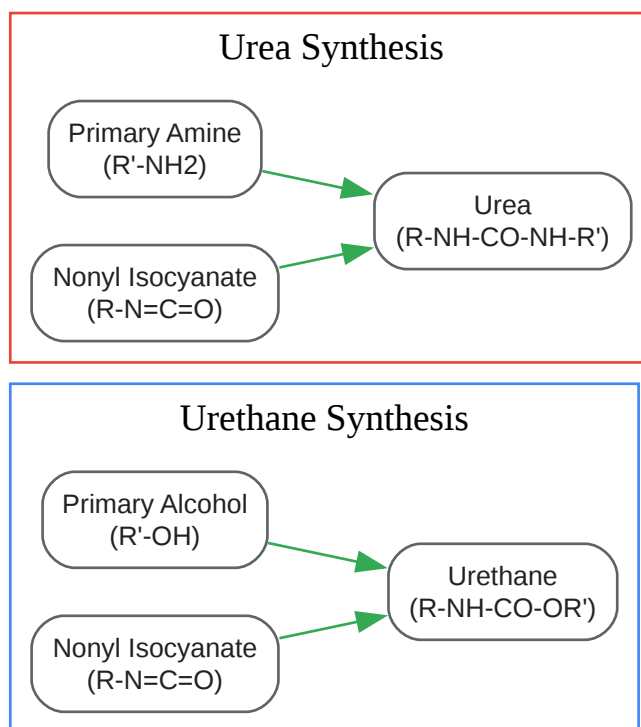 Urea Synthesis
Primary Amine
(R'-NH2)
Urea
(R-NH-CO-NH-R')
Nonyl Isocyanate
(R-N=C=O)
Urethane Synthesis
Primary Alcohol
(R'-OH)
Urethane
(R-NH-CO-OR')
Nonyl Isocyanate
(R-N=C=O)